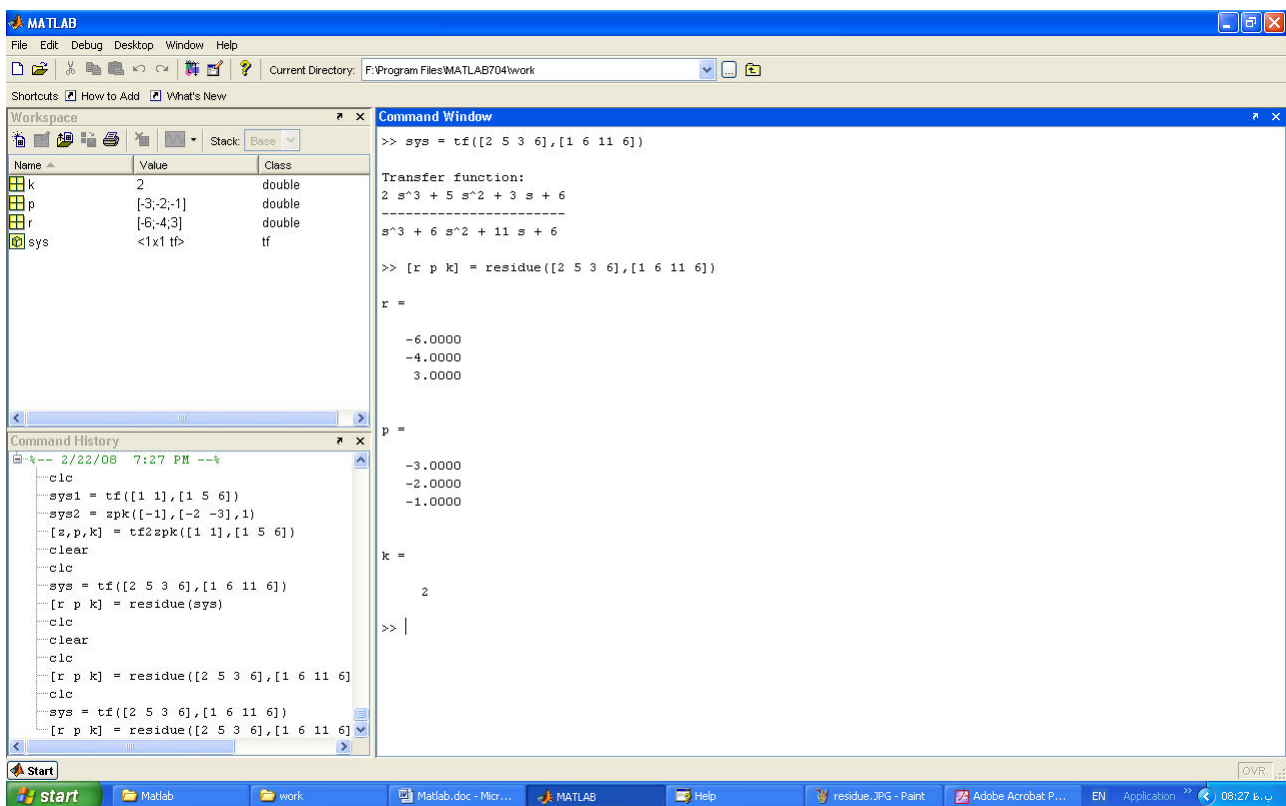 MATLAB
File Edit Debug Desktop Window Help
Current Directory: F:\Program Files\MATLAB704\work
Shortcuts How to Add What's New
Workspace
Stack: Base
Name Value Class
k 2 double
p [-3;-2;-1] double
r [-6;-4;3] double
sys <1x1 tf> tf
Command History
%-- 2/22/08 7:27 PM --%
clc
sys1 = tf([1 1],[1 5 6])
sys2 = zpk([-1],[-2 -3],1)
[z,p,k] = tf2zpk([1 1],[1 5 6])
clear
clc
sys = tf([2 5 3 6],[1 6 11 6])
[r p k] = residue(sys)
clc
clear
clc
[r p k] = residue([2 5 3 6],[1 6 11 6]
clc
sys = tf([2 5 3 6],[1 6 11 6])
[r p k] = residue([2 5 3 6],[1 6 11 6]
Command Window
>> sys = tf([2 5 3 6],[1 6 11 6])
Transfer function:
2 s^3 + 5 s^2 + 3 s + 6
-----------------------
s^3 + 6 s^2 + 11 s + 6
>> [r p k] = residue([2 5 3 6],[1 6 11 6])
r =
-6.0000
-4.0000
3.0000
p =
-3.0000
-2.0000
-1.0000
k =
2
>>
Start
OVR
start Matlab work Matlab.doc - Micr... MATLAB Help residue.JPG - Paint Adobe Acrobat P... EN Application » 08:27 ب.ظ